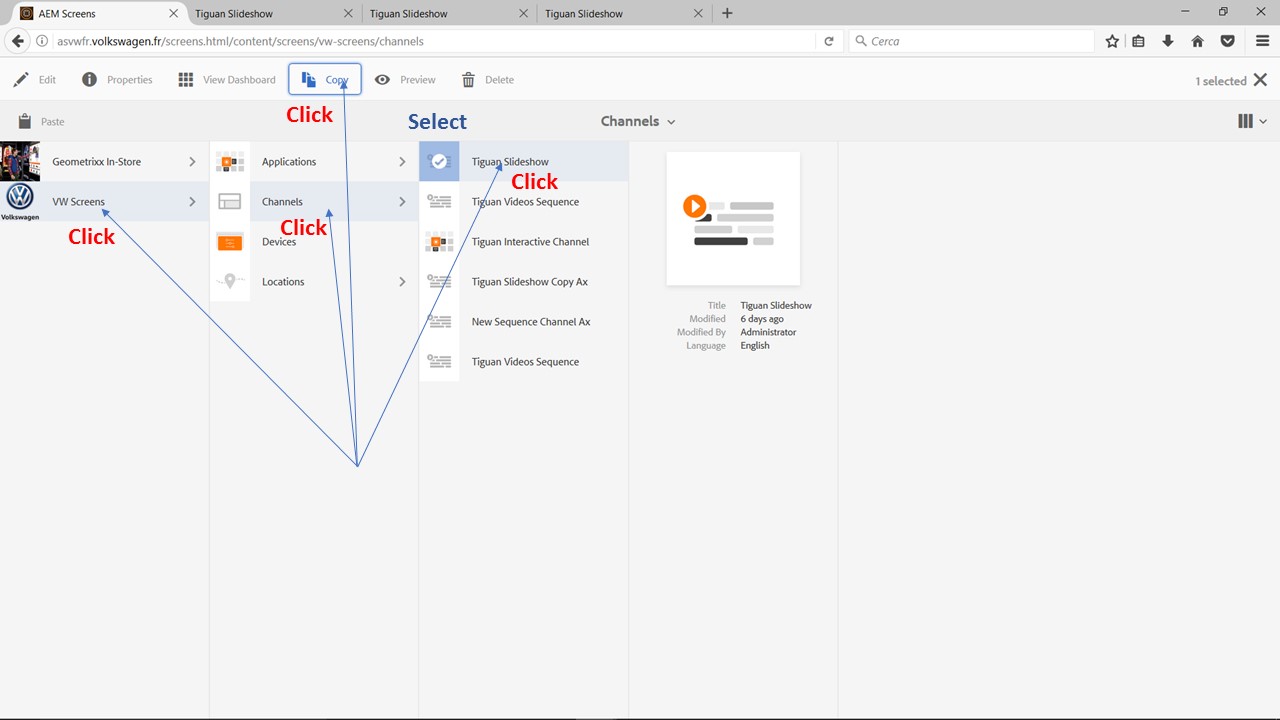 AEM Screens
Tiguan Slideshow
Tiguan Slideshow
Tiguan Slideshow
asvwfr.volkswagen.fr/screens.html/content/screens/vw-screens/channels
Cerca
Edit
Properties
View Dashboard
Copy
Preview
Delete
1 selected
Click
Select
Paste
Channels
Geometrixx In-Store
Applications
Tiguan Slideshow
Click
VW Screens
Channels
Tiguan Videos Sequence
Volkswagen
Click
Click
Devices
Tiguan Interactive Channel
Locations
Tiguan Slideshow Copy Ax
New Sequence Channel Ax
Tiguan Videos Sequence
Title Tiguan Slideshow
Modified 6 days ago
Modified By Administrator
Language English